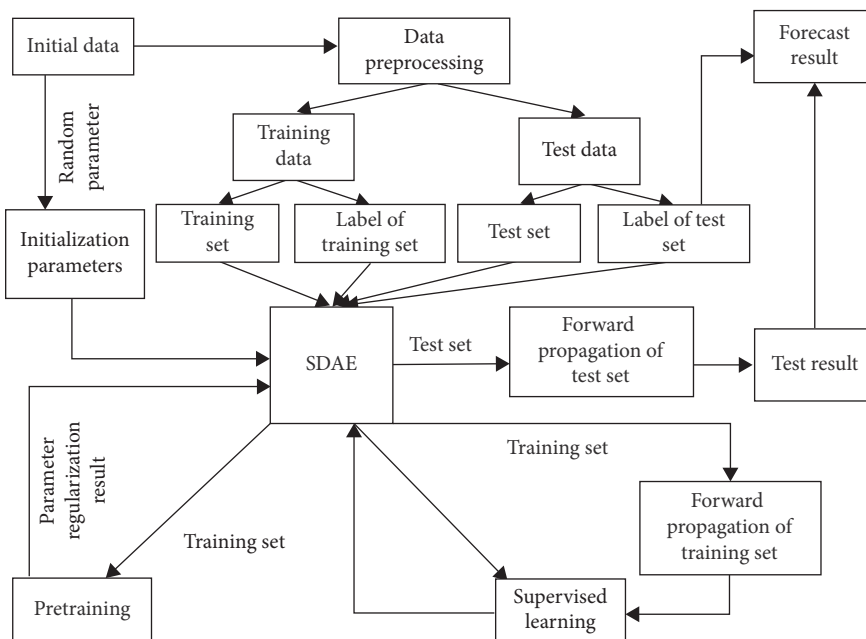 Initial data
Data
preprocessing
Forecast
result
Random
parameter
Training
data
Test data
Training
set
Label of
training set
Test set
Label of test
set
Initialization
parameters
SDAE
Test set
Forward
propagation of
test set
Test result
Parameter
regularization
result
Training set
Training set
Forward
propagation of
training set
Pretraining
Supervised
learning